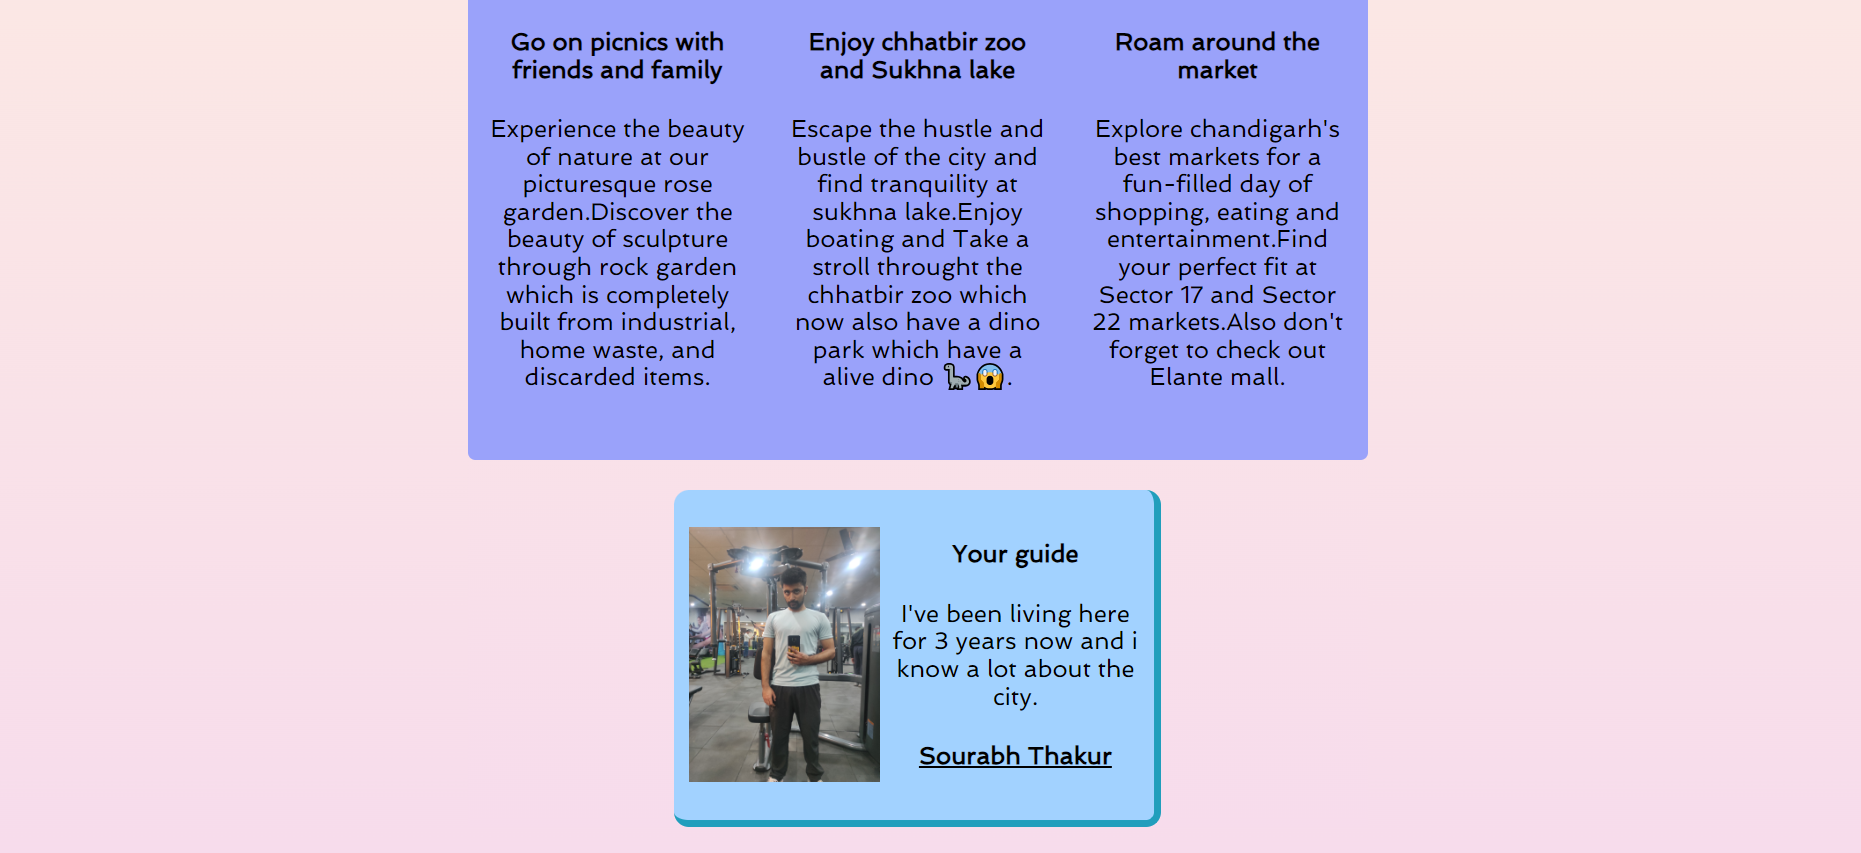 Go on picnics with
friends and family
Experience the beauty
of nature at our
picturesque rose
garden.Discover the
beauty of sculpture
through rock garden
which is completely
built from industrial,
home waste, and
discarded items.
Enjoy chhatbir zoo
and Sukhna lake
Escape the hustle and
bustle of the city and
find tranquility at
sukhna lake.Enjoy
boating and Take a
stroll throught the
chhatbir zoo which
now also have a dino
park which have a
alive dino 🦕😱.
Roam around the
market
Explore chandigarh's
best markets for a
fun-filled day of
shopping, eating and
entertainment.Find
your perfect fit at
Sector 17 and Sector
22 markets.Also don't
forget to check out
Elante mall.
Your guide
I've been living here
for 3 years now and i
know a lot about the
city.
Sourabh Thakur